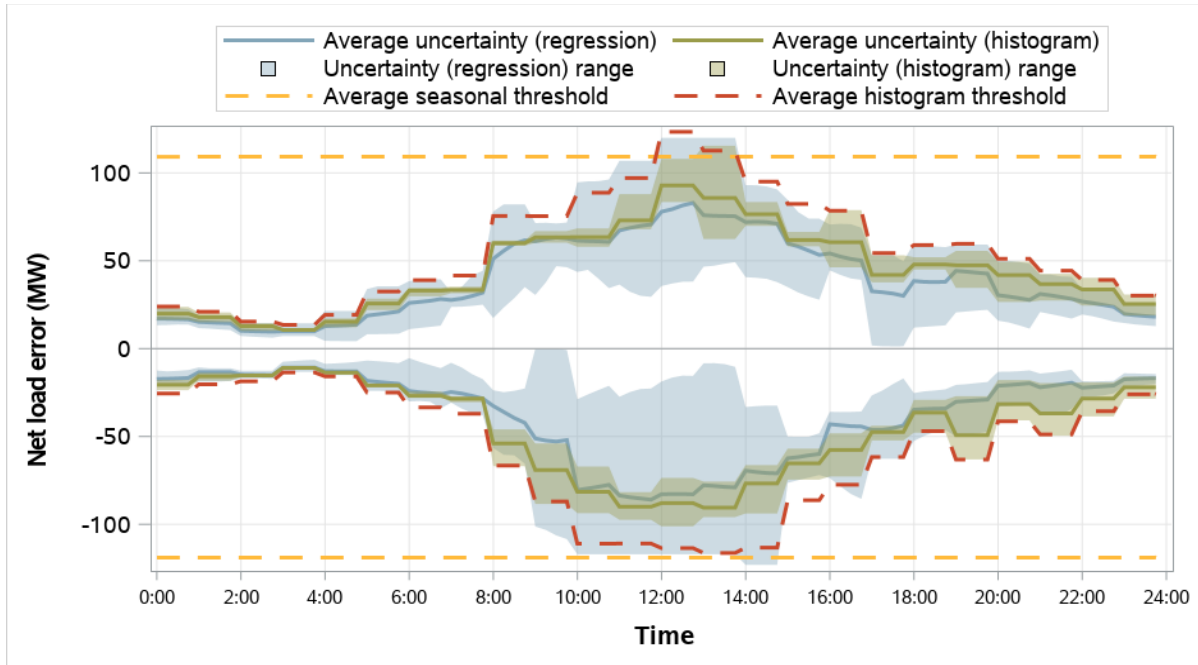 Average uncertainty (regression) Average uncertainty (histogram)
Uncertainty (regression) range Uncertainty (histogram) range
Average seasonal threshold Average histogram threshold
100
50
0
-50
-100
Net load error (MW)
0:00 2:00 4:00 6:00 8:00 10:00 12:00 14:00 16:00 18:00 20:00 22:00 24:00
Time